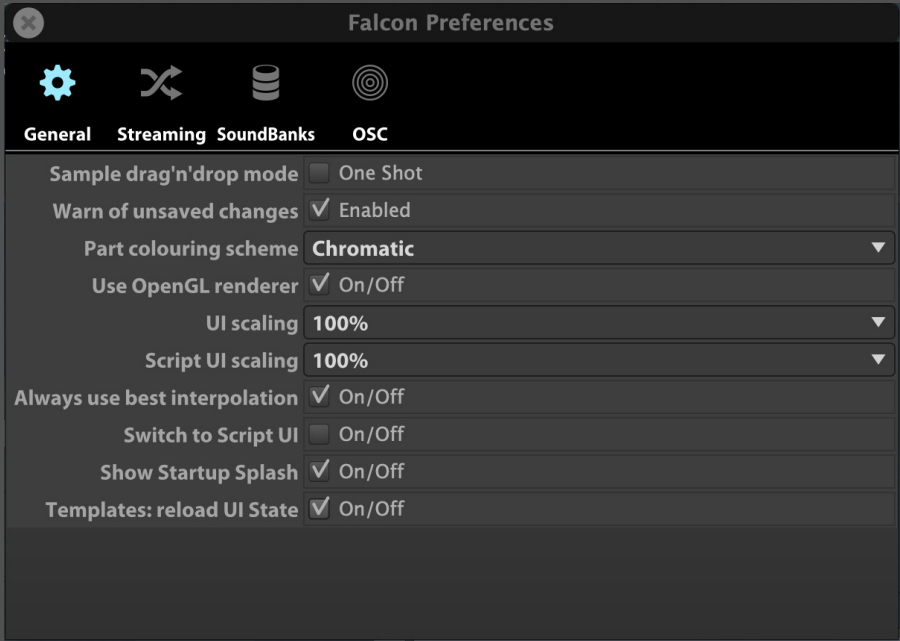 Falcon Preferences
General Streaming SoundBanks OSC
Sample drag'n'drop mode One Shot
Warn of unsaved changes Enabled
Part colouring scheme Chromatic
Use OpenGL renderer On/Off
UI scaling 100%
Script UI scaling 100%
Always use best interpolation On/Off
Switch to Script UI On/Off
Show Startup Splash On/Off
Templates: reload UI State On/Off